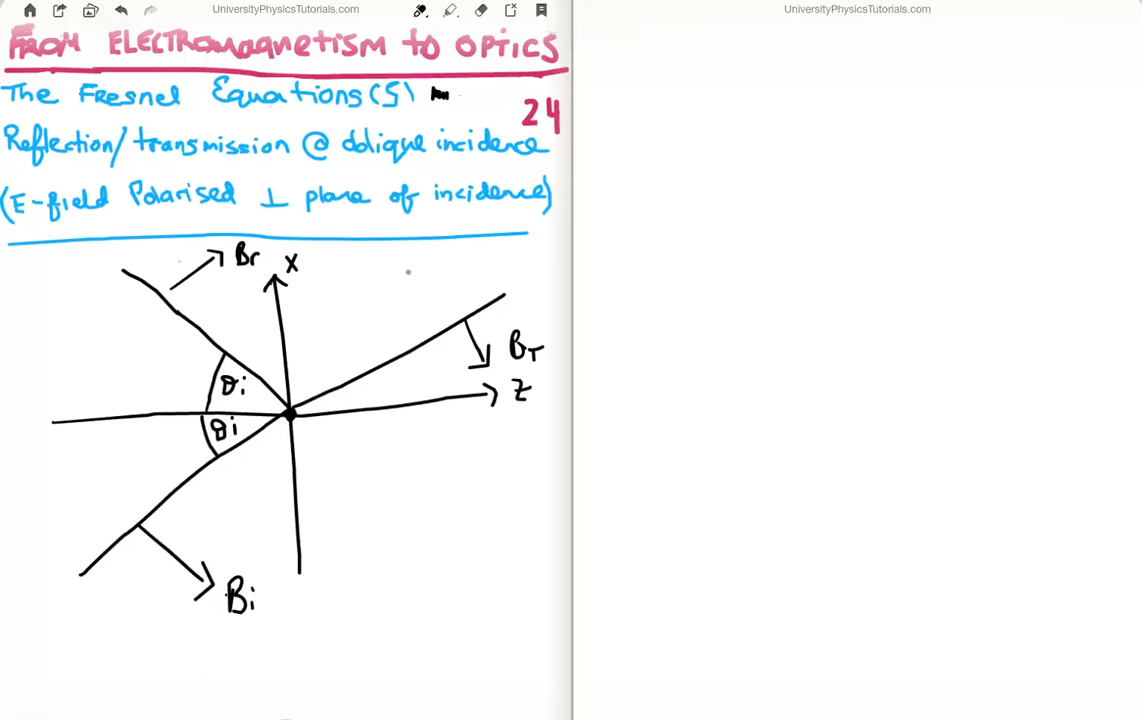 UniversityPhysicsTutorials.com
UniversityPhysicsTutorials.com
FROM ELECTROmagnetism to OPTICS
The Fresnel Equations(5)
24
Reflection/transmission @ oblique incidence
(E-field Polarised ⊥ plane of incidence)
Br
X
BT
Z
θi
θi
Bi